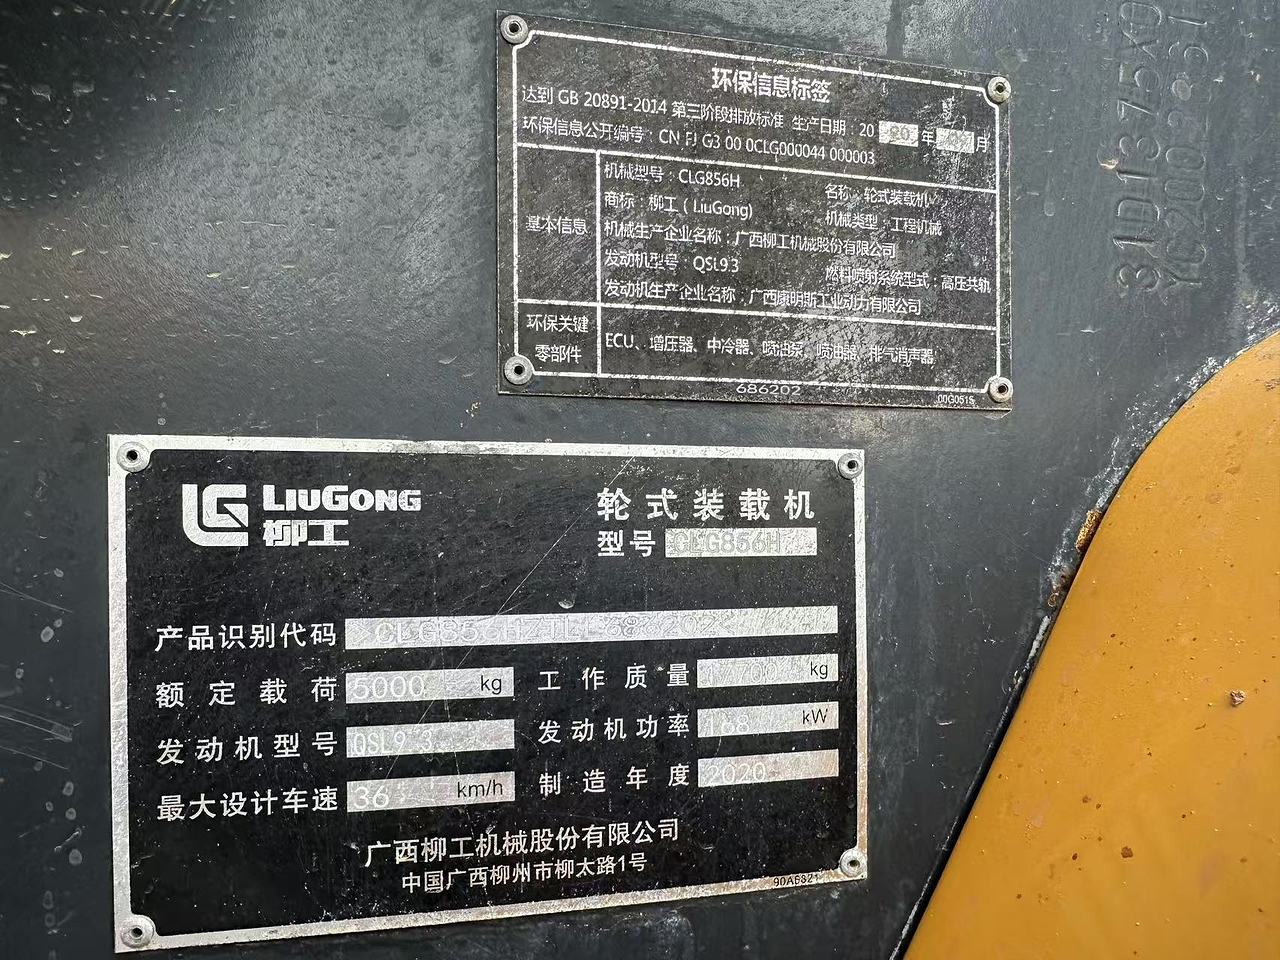 环保信息标签
达到 GB 20891-2014 第三阶段排放标准 生产日期：20 20 年 月
环保信息公开编号：CN FJ G3 00 0CLG000044 000003
基本信息
机械型号：CLG856H 名称：轮式装载机
商标：柳工（LiuGong) 机械类型：工程机械
机械生产企业名称：广西柳工机械股份有限公司
发动机型号：QSL9.3 燃料喷射系统型式：高压共轨
发动机生产企业名称：广西康明斯工业动力有限公司
环保关键零部件
ECU、增压器、中冷器、喷油泵、喷油器、排气消声器
686202
00G0515
LG LIUGONG
柳工
轮式装载机
型号 CLG856H
产品识别代码
额定载荷 5000 kg 工作质量 17700 kg
发动机型号 QSL9.3 发动机功率 168 kW
最大设计车速 36 km/h 制造年度 2020
广西柳工机械股份有限公司
中国广西柳州市柳太路1号